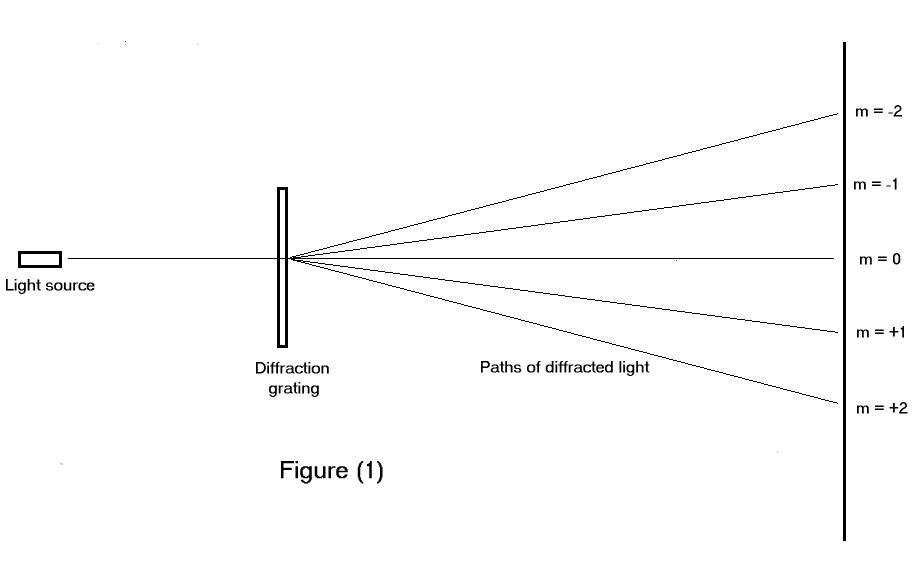 m = -2
m = -1
m = 0
Light source
m = +1
Diffraction
grating
Paths of diffracted light
m = +2
Figure (1)